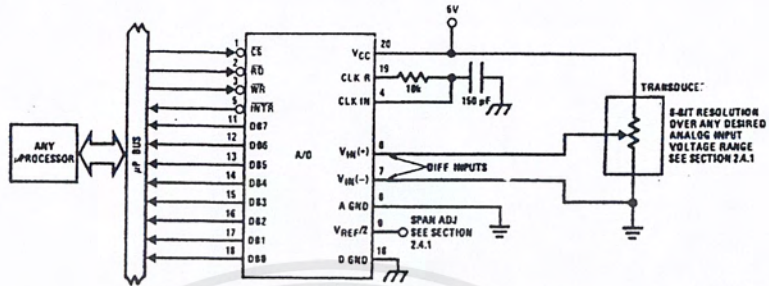 5V
1 CS
2 RD
3 WR
5 INTR
11 DB7
12 DB6
13 DB5
14 DB4
15 DB3
16 DB2
17 DB1
18 DB0
ANY
µPROCESSOR
µP BUS
A/D
VCC 20
CLK R 19
CLK IN 4
10k
150 pF
VIN(+) 6
DIFF INPUTS
VIN(−) 7
A GND 8
VREF/2 9
SPAN ADJ
SEE SECTION
2.4.1
D GND 10
TRANSDUCER
8-BIT RESOLUTION
OVER ANY DESIRED
ANALOG INPUT
VOLTAGE RANGE
SEE SECTION 2.4.1